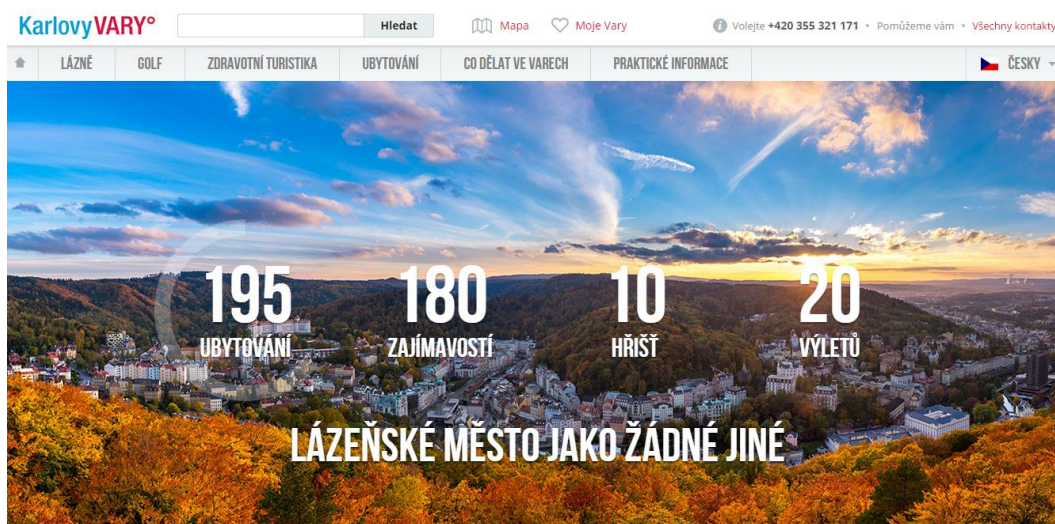 KarlovyVARY°
Hledat
Mapa
Moje Vary
i Volejte +420 355 321 171 • Pomůžeme vám • Všechny kontakty
LÁZNĚ GOLF ZDRAVOTNÍ TURISTIKA UBYTOVÁNÍ CO DĚLAT VE VARECH PRAKTICKÉ INFORMACE ČESKY
195 180 10 20
UBYTOVÁNÍ ZAJÍMAVOSTÍ HŘIŠŤ VÝLETŮ
LÁZEŇSKÉ MĚSTO JAKO ŽÁDNÉ JINÉ